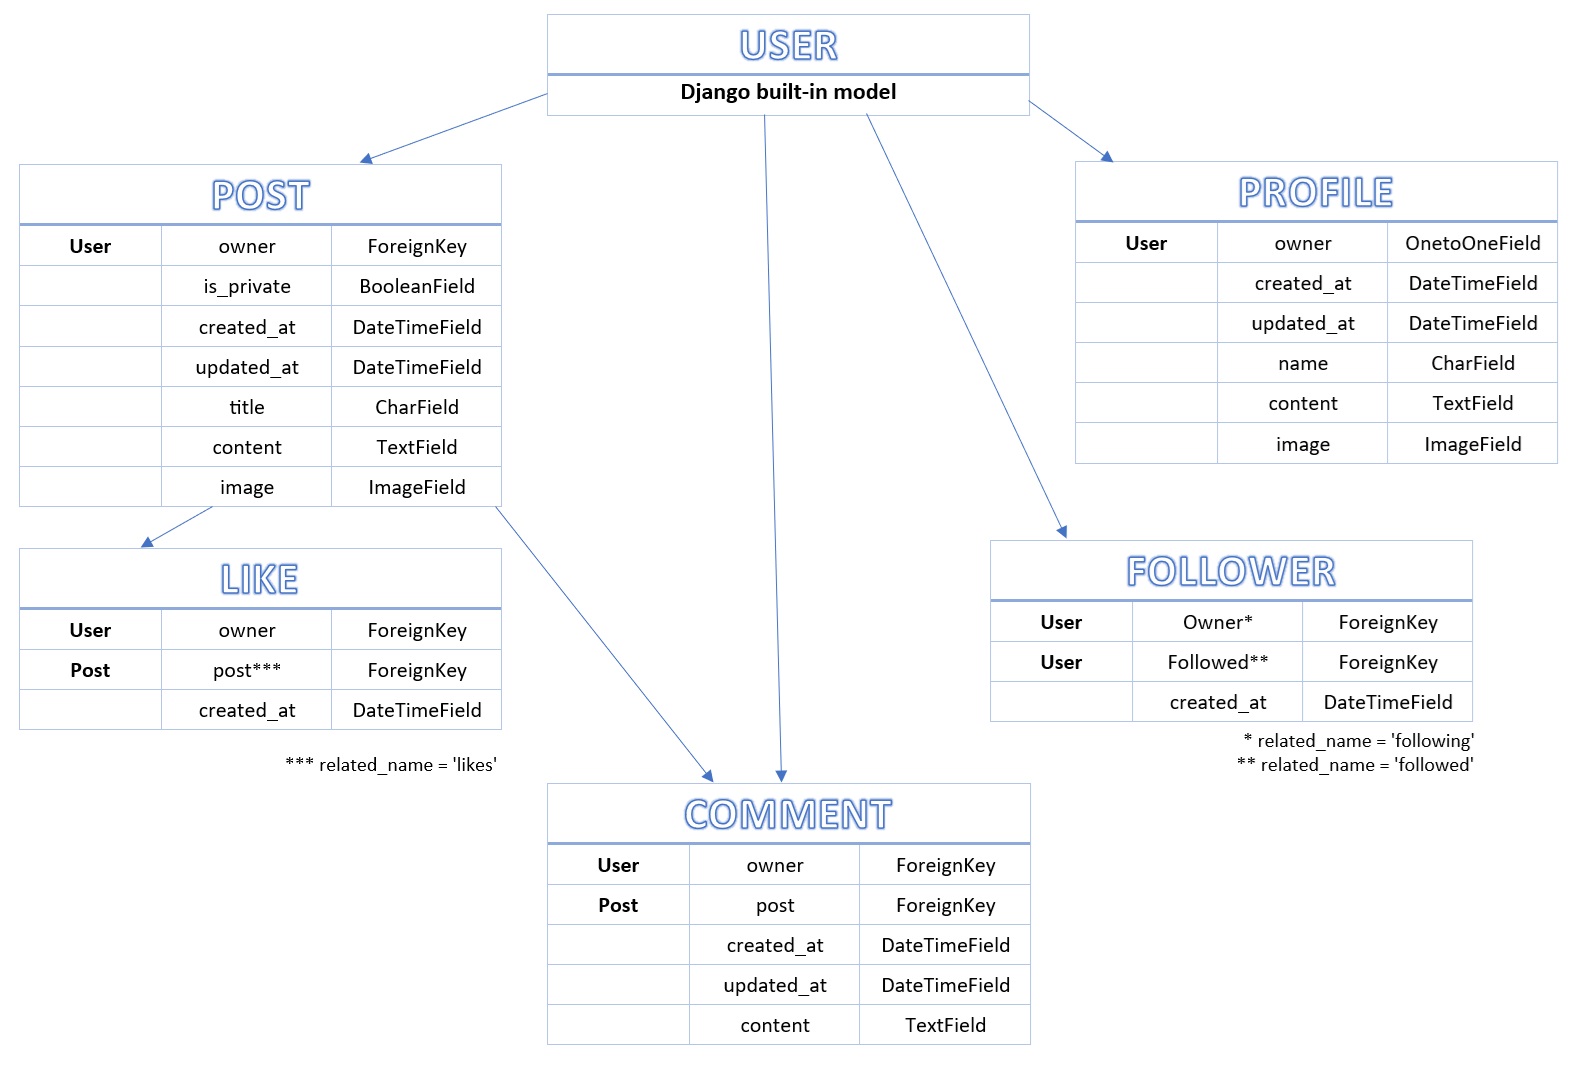 USER
Django built-in model
POST
User owner ForeignKey
is_private BooleanField
created_at DateTimeField
updated_at DateTimeField
title CharField
content TextField
image ImageField
PROFILE
User owner OnetoOneField
created_at DateTimeField
updated_at DateTimeField
name CharField
content TextField
image ImageField
LIKE
User owner ForeignKey
Post post*** ForeignKey
created_at DateTimeField
*** related_name = 'likes'
FOLLOWER
User Owner* ForeignKey
User Followed** ForeignKey
created_at DateTimeField
* related_name = 'following'
** related_name = 'followed'
COMMENT
User owner ForeignKey
Post post ForeignKey
created_at DateTimeField
updated_at DateTimeField
content TextField